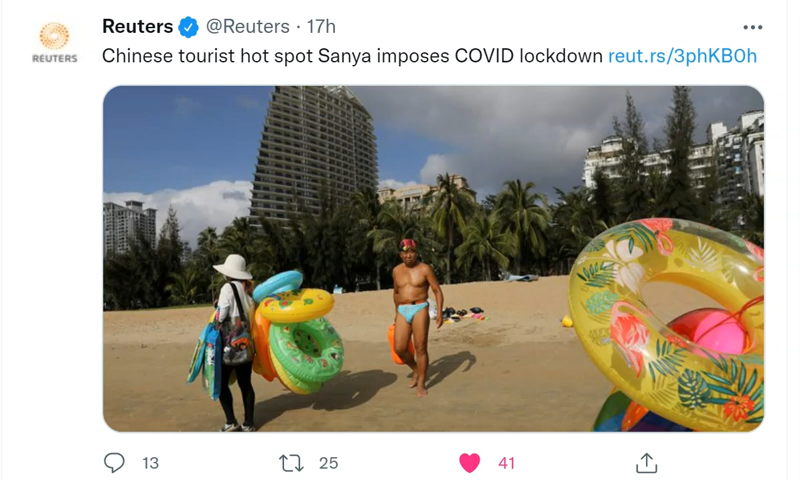 Reuters @Reuters · 17h
REUTERS
Chinese tourist hot spot Sanya imposes COVID lockdown reut.rs/3phKB0h
13 25 41